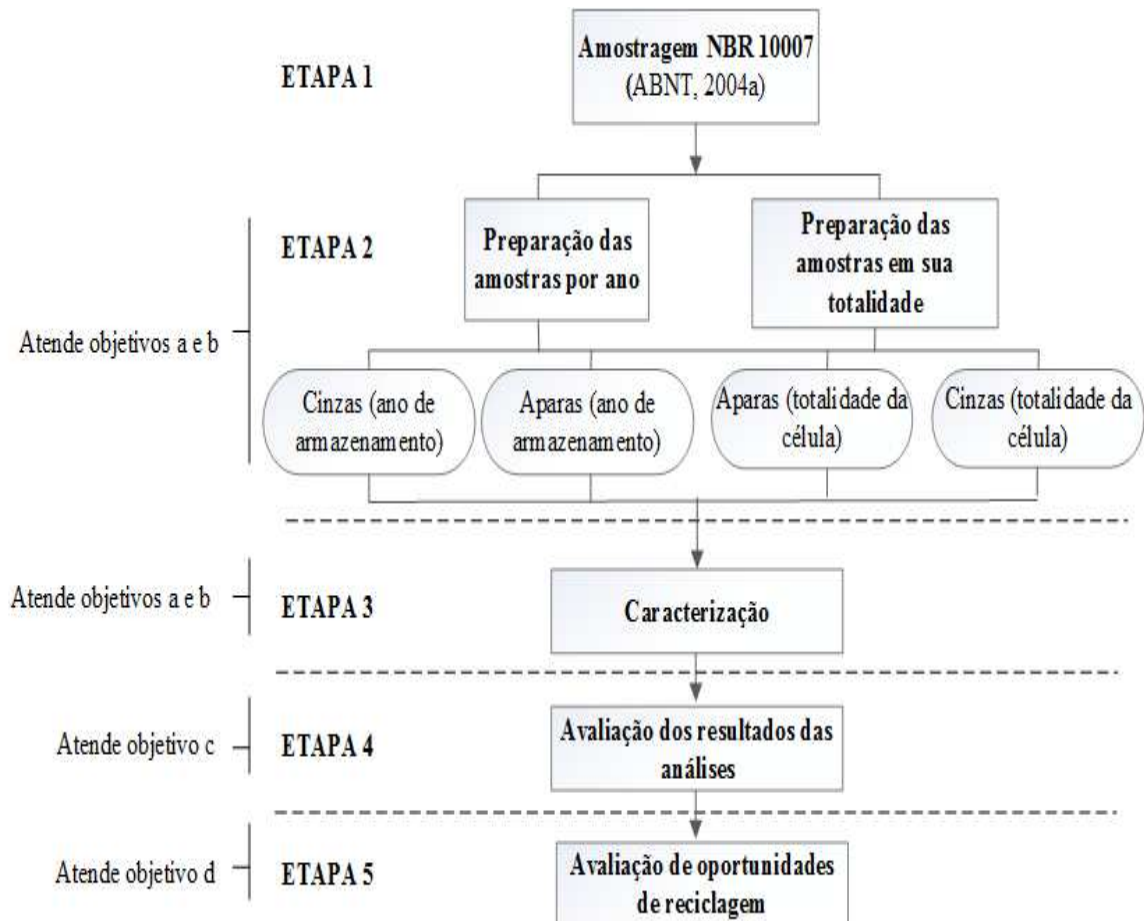 ETAPA 1
Amostragem NBR 10007
(ABNT, 2004a)
Atende objetivos a e b
ETAPA 2
Preparação das
amostras por ano
Preparação das
amostras em sua
totalidade
Cinzas (ano de
armazenamento)
Aparas (ano de
armazenamento)
Aparas (totalidade da
célula)
Cinzas (totalidade da
célula)
Atende objetivos a e b
ETAPA 3
Caracterização
Atende objetivo c
ETAPA 4
Avaliação dos resultados das
análises
Atende objetivo d
ETAPA 5
Avaliação de oportunidades
de reciclagem